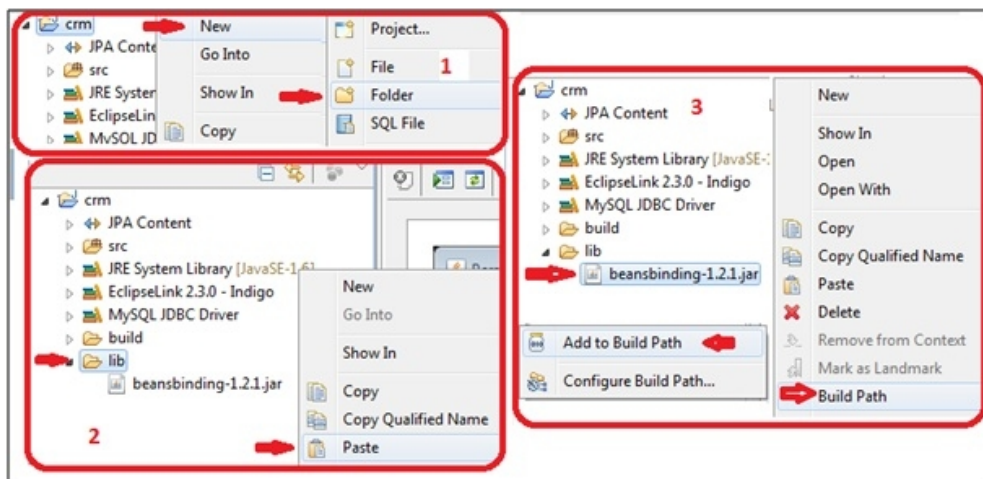 crm
JPA Conte
src
JRE System
EclipseLin
MySQL JD
New
Go Into
Show In
Copy
Project...
File
1
Folder
SQL File
crm
JPA Content
src
JRE System Library [JavaSE-1.6]
EclipseLink 2.3.0 - Indigo
MySQL JDBC Driver
build
lib
beansbinding-1.2.1.jar
2
New
Go Into
Show In
Copy
Copy Qualified Name
Paste
crm
3
JPA Content
src
JRE System Library [JavaSE-
EclipseLink 2.3.0 - Indigo
MySQL JDBC Driver
build
lib
beansbinding-1.2.1.jar
Add to Build Path
Configure Build Path...
New
Show In
Open
Open With
Copy
Copy Qualified Name
Paste
Delete
Remove from Context
Mark as Landmark
Build Path